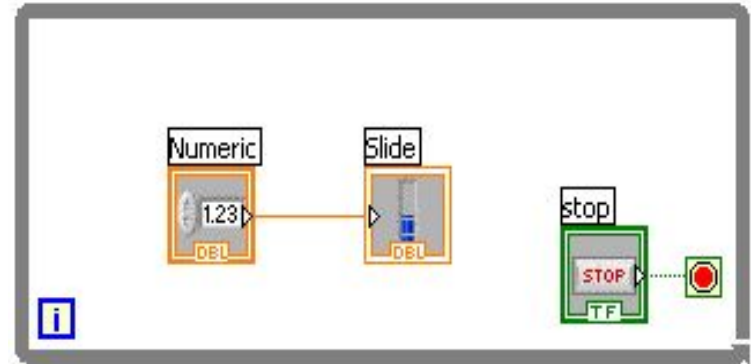 Numeric
Slide
1.23
DBL
DBL
stop
STOP
TF
i